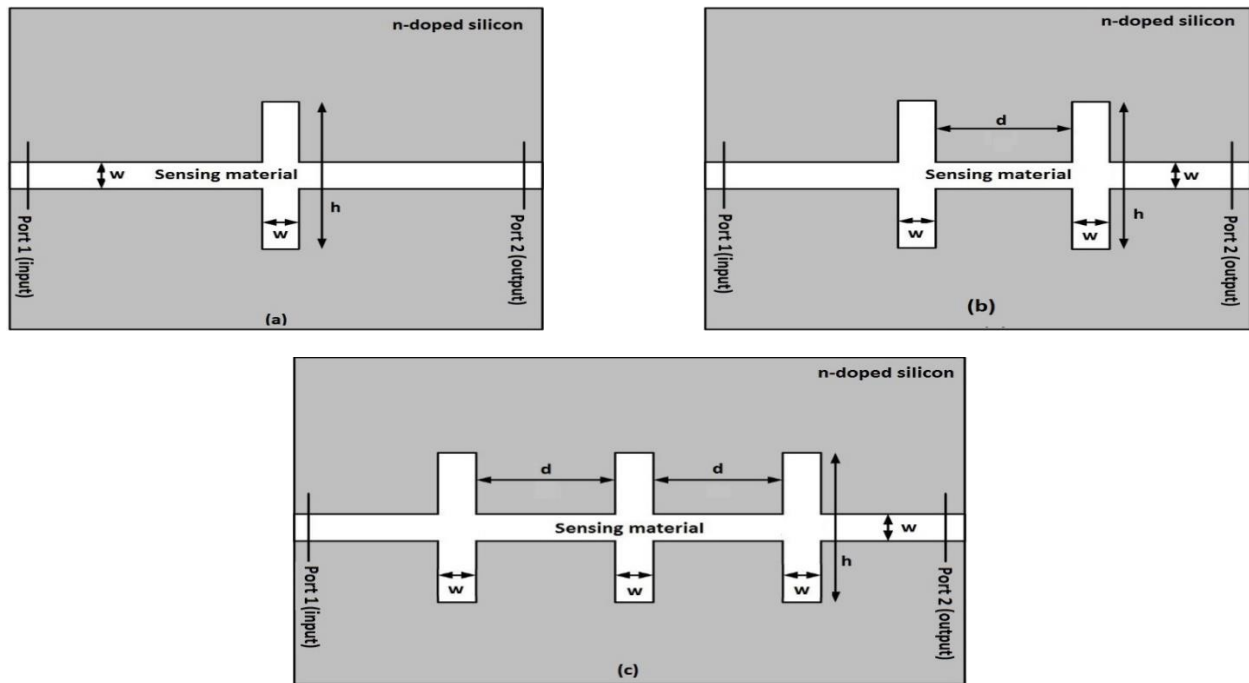 n-doped silicon
w
Sensing material
w
h
Port 1 (input)
Port 2 (output)
(a)
n-doped silicon
d
Sensing material
w
w
w
h
Port 1 (input)
Port 2 (output)
(b)
n-doped silicon
d
d
Sensing material
w
w
w
w
h
Port 1 (input)
Port 2 (output)
(c)